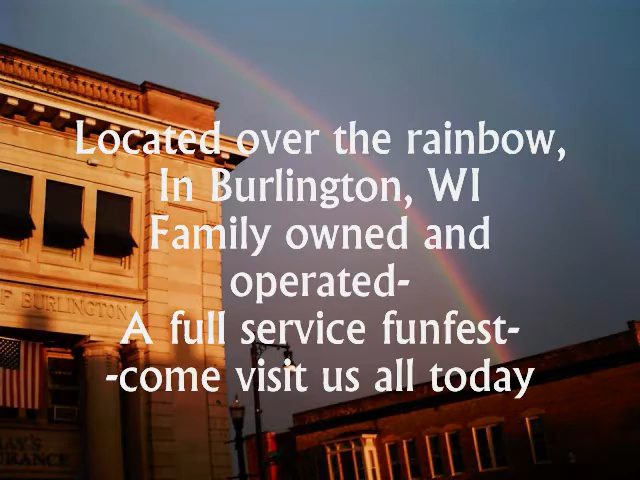 Located over the rainbow,
In Burlington, WI
Family owned and
operated-
A full service funfest-
-come visit us all today
F BURLINGTON
RANCE